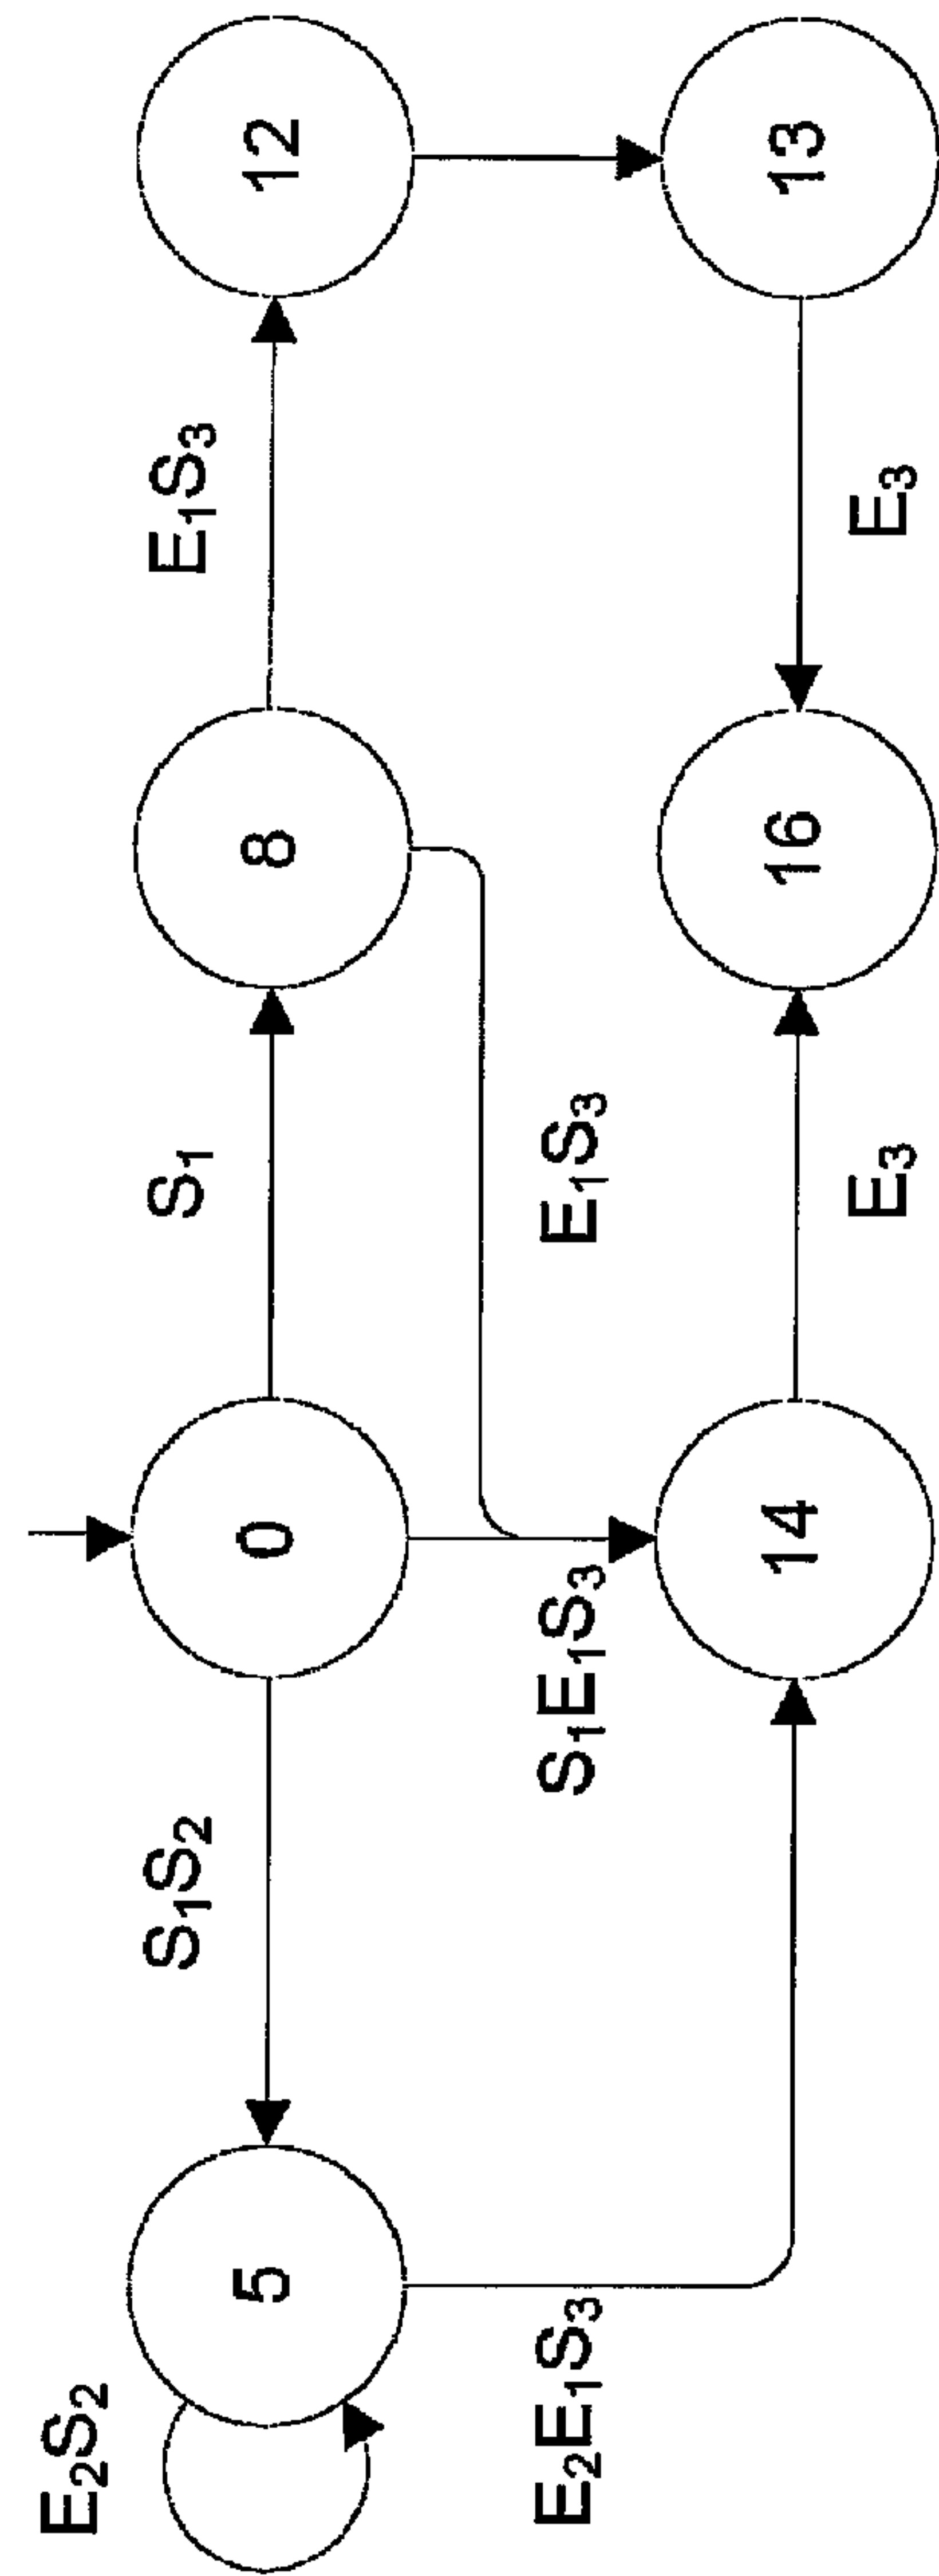 E₂S₂
S₁S₂ S₁ E₁S₃
5 0 8 12
E₂E₁S₃ S₁E₁S₃ E₁S₃
14 16 13
E₃ E₃